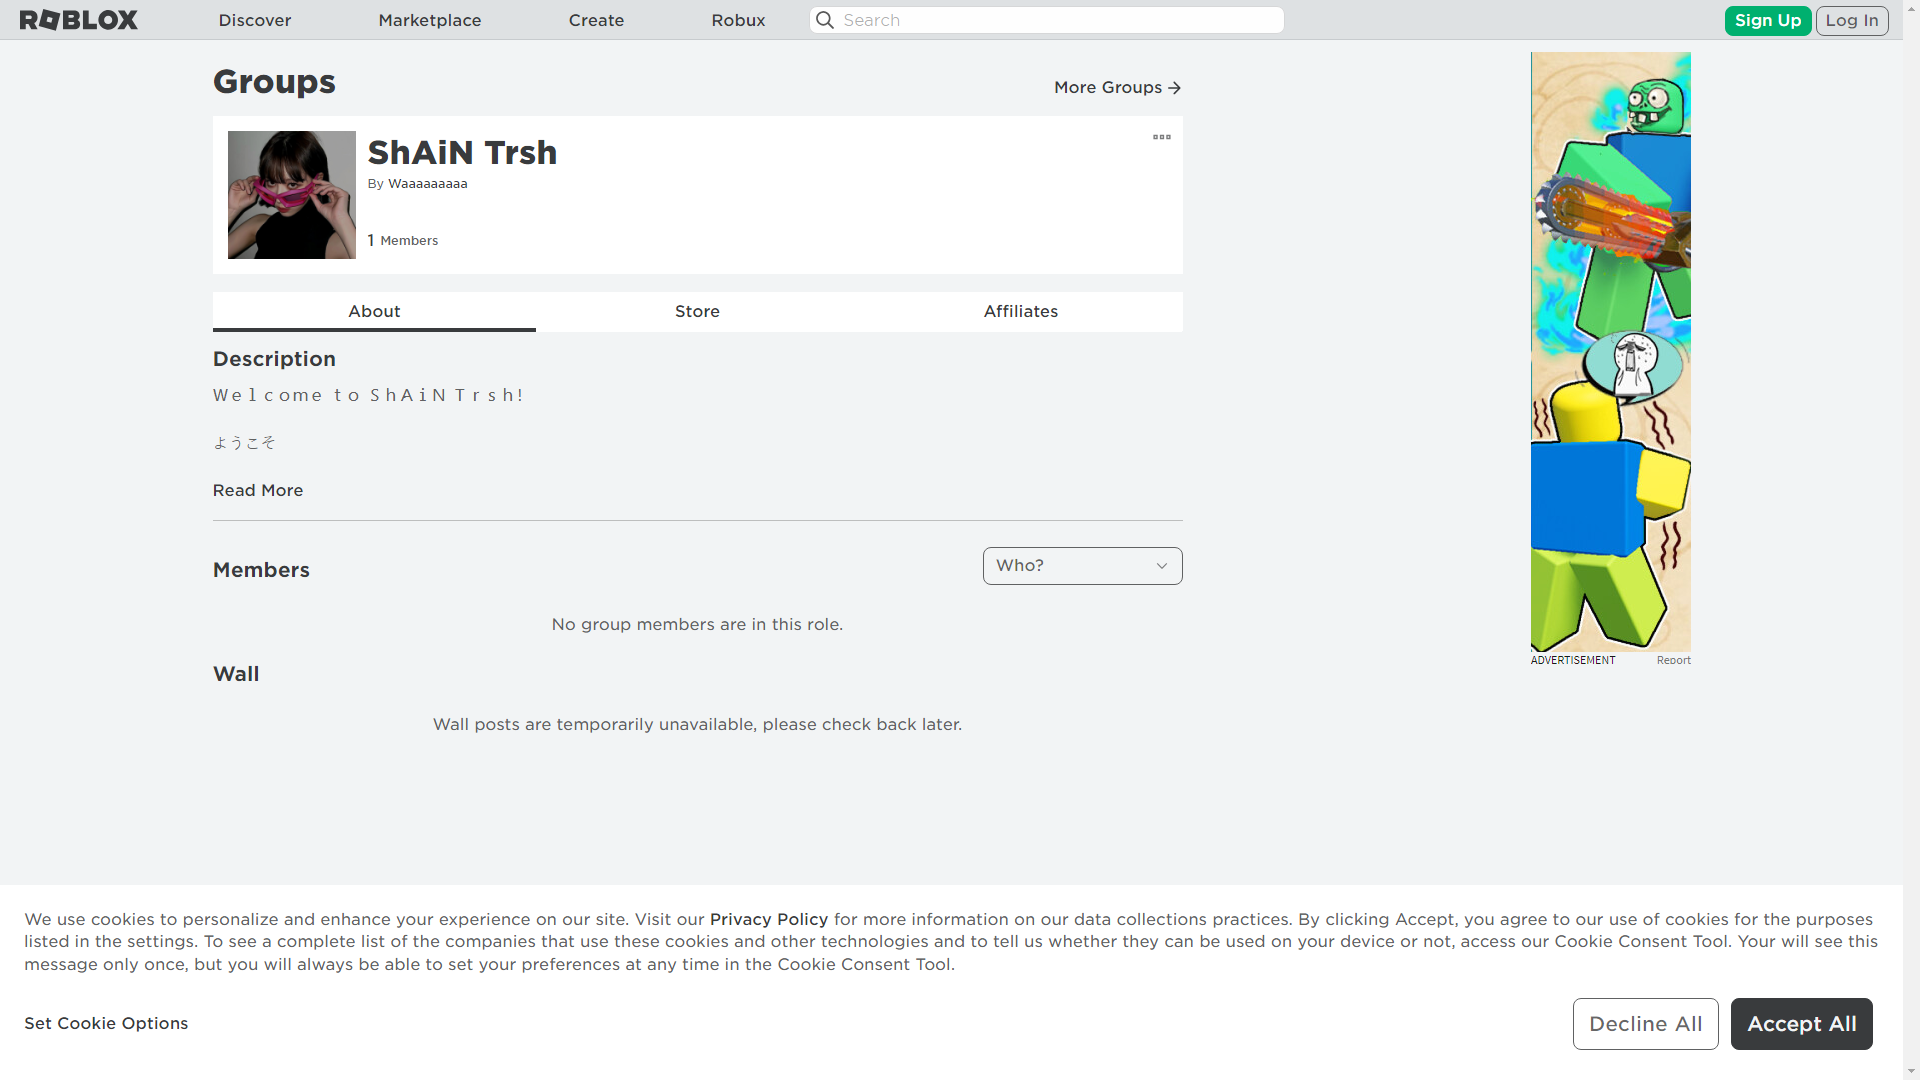 ROBLOX
Discover
Marketplace
Create
Robux
Search
Sign Up
Log In
Groups
More Groups
ShAiN Trsh
By Waaaaaaaaa
1 Members
About
Store
Affiliates
Description
Ｗｅｌｃｏｍｅ ｔｏ ＳｈＡｉＮ Ｔｒｓｈ！
ようこそ
Read More
Members
Who?
No group members are in this role.
Wall
Wall posts are temporarily unavailable, please check back later.
ADVERTISEMENT
Report
We use cookies to personalize and enhance your experience on our site. Visit our Privacy Policy for more information on our data collections practices. By clicking Accept, you agree to our use of cookies for the purposes
listed in the settings. To see a complete list of the companies that use these cookies and other technologies and to tell us whether they can be used on your device or not, access our Cookie Consent Tool. Your will see this
message only once, but you will always be able to set your preferences at any time in the Cookie Consent Tool.
Set Cookie Options
Decline All
Accept All